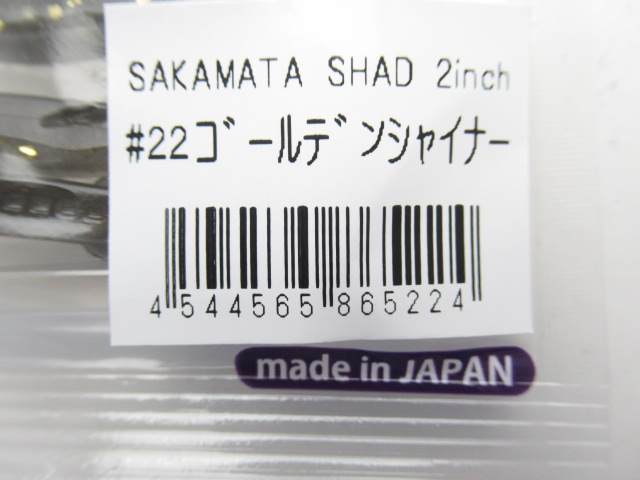 SAKAMATA SHAD 2inch
#22ゴールデンシャイナー
4 544565 865224
made in JAPAN